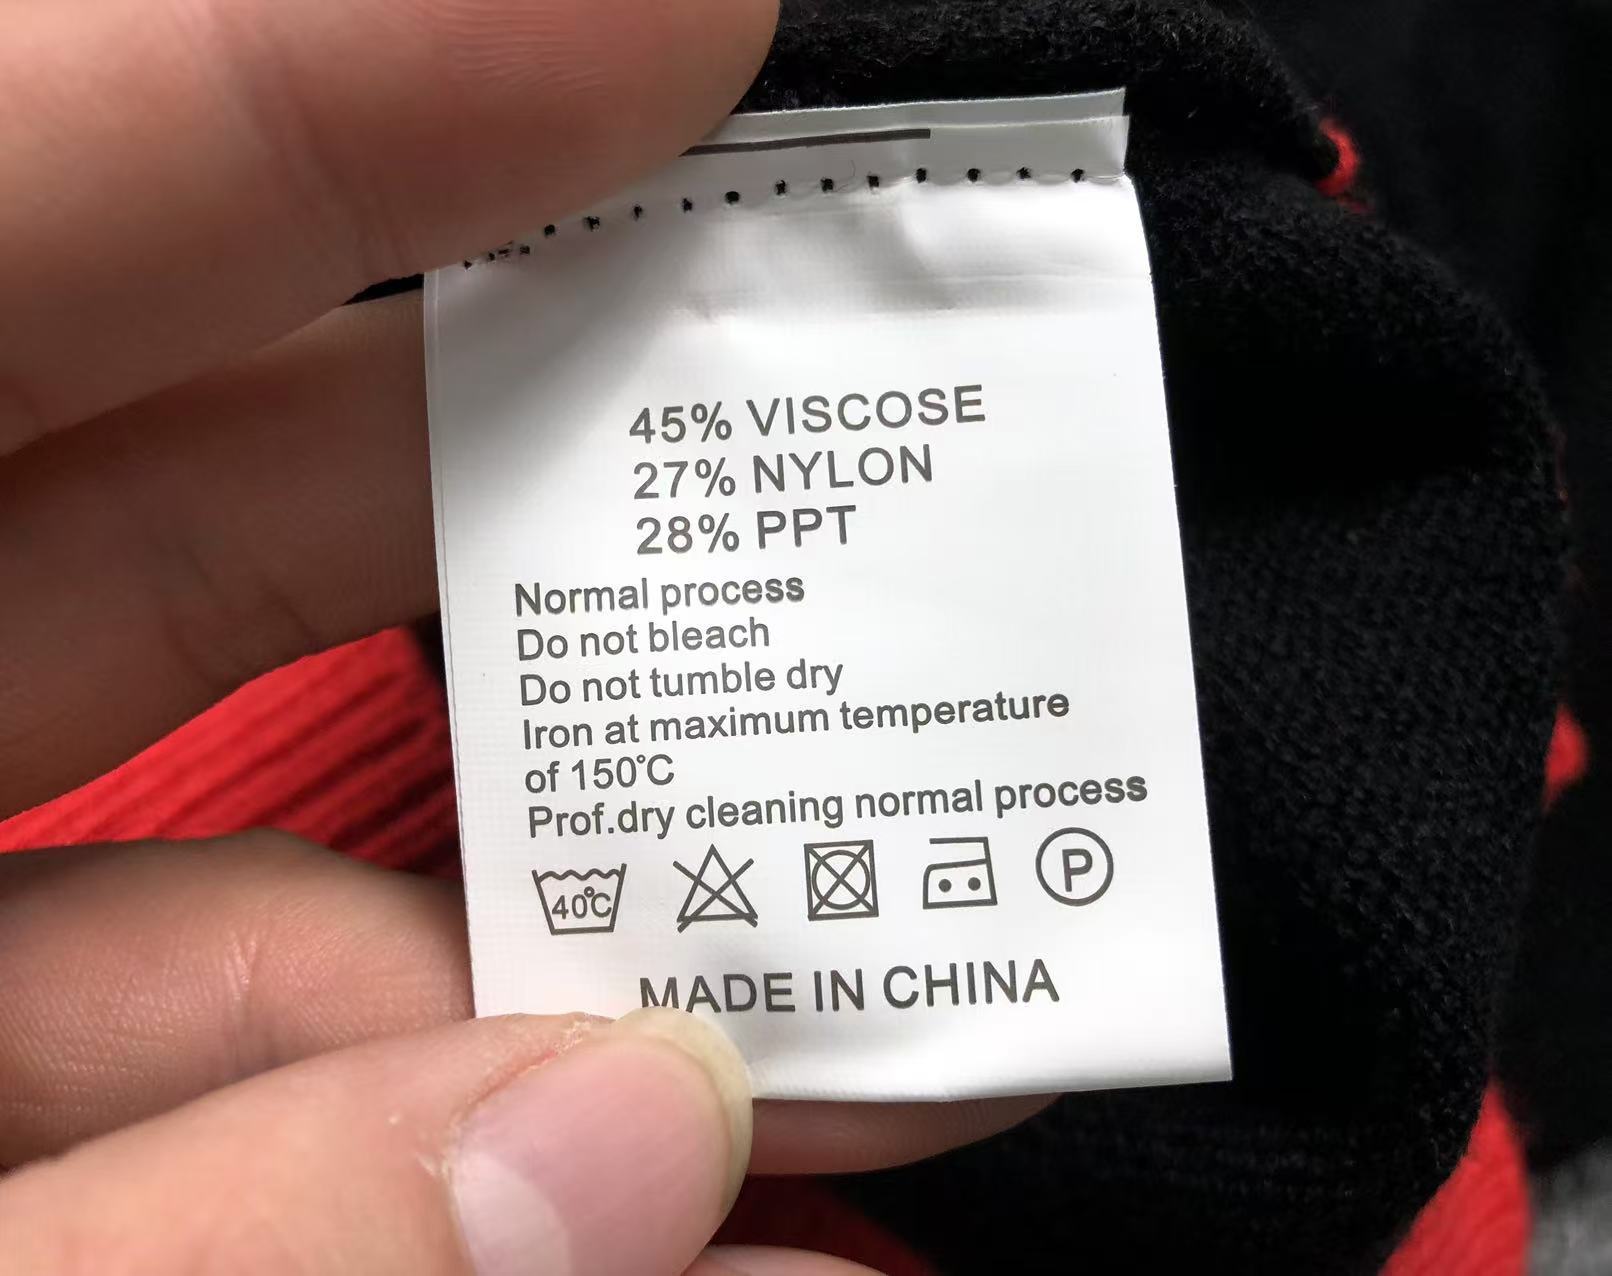 45% VISCOSE
27% NYLON
28% PPT
Normal process
Do not bleach
Do not tumble dry
Iron at maximum temperature
of 150℃
Prof.dry cleaning normal process
40℃ P
MADE IN CHINA